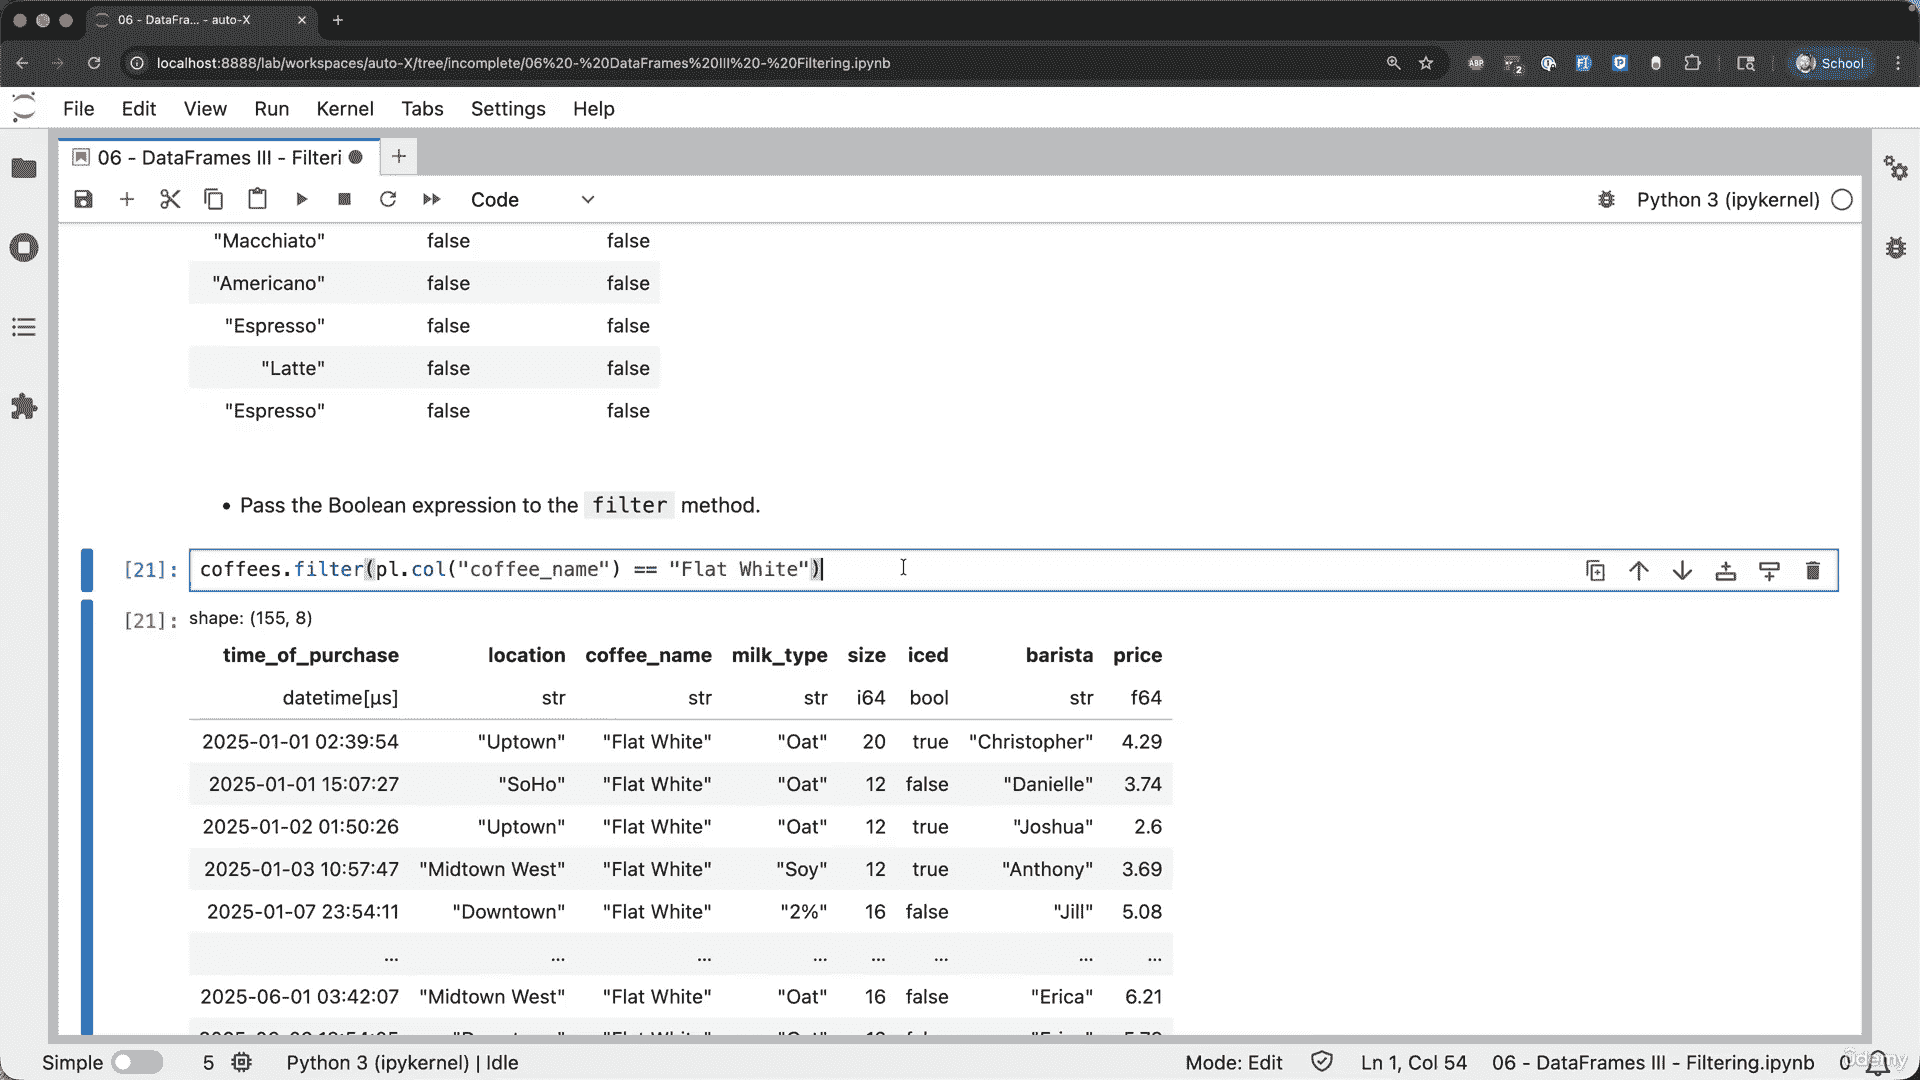 06 - DataFra... - auto-X
localhost:8888/lab/workspaces/auto-X/tree/incomplete/06%20-%20DataFrames%20III%20-%20Filtering.ipynb
ABP
2
School
File Edit View Run Kernel Tabs Settings Help
06 - DataFrames III - Filteri
Code
Python 3 (ipykernel)
"Macchiato" false false
"Americano" false false
"Espresso" false false
"Latte" false false
"Espresso" false false
• Pass the Boolean expression to the filter method.
[21]: coffees.filter(pl.col("coffee_name") == "Flat White")
[21]: shape: (155, 8)
time_of_purchase location coffee_name milk_type size iced barista price
datetime[μs] str str str i64 bool str f64
2025-01-01 02:39:54 "Uptown" "Flat White" "Oat" 20 true "Christopher" 4.29
2025-01-01 15:07:27 "SoHo" "Flat White" "Oat" 12 false "Danielle" 3.74
2025-01-02 01:50:26 "Uptown" "Flat White" "Oat" 12 true "Joshua" 2.6
2025-01-03 10:57:47 "Midtown West" "Flat White" "Soy" 12 true "Anthony" 3.69
2025-01-07 23:54:11 "Downtown" "Flat White" "2%" 16 false "Jill" 5.08
... ... ... ... ... ... ... ...
2025-06-01 03:42:07 "Midtown West" "Flat White" "Oat" 16 false "Erica" 6.21
Simple 5 Python 3 (ipykernel) | Idle Mode: Edit Ln 1, Col 54 06 - DataFrames III - Filtering.ipynb 0
udemy